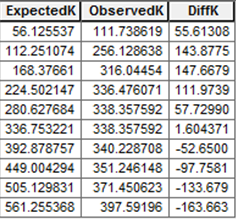 ExpectedK ObservedK DiffK
56.125537 111.738619 55.61308
112.251074 256.128638 143.8775
168.37661 316.04454 147.6679
224.502147 336.476071 111.9739
280.627684 338.357592 57.72990
336.753221 338.357592 1.604371
392.878757 340.228708 -52.6500
449.004294 351.246148 -97.7581
505.129831 371.450623 -133.679
561.255368 397.59196 -163.663